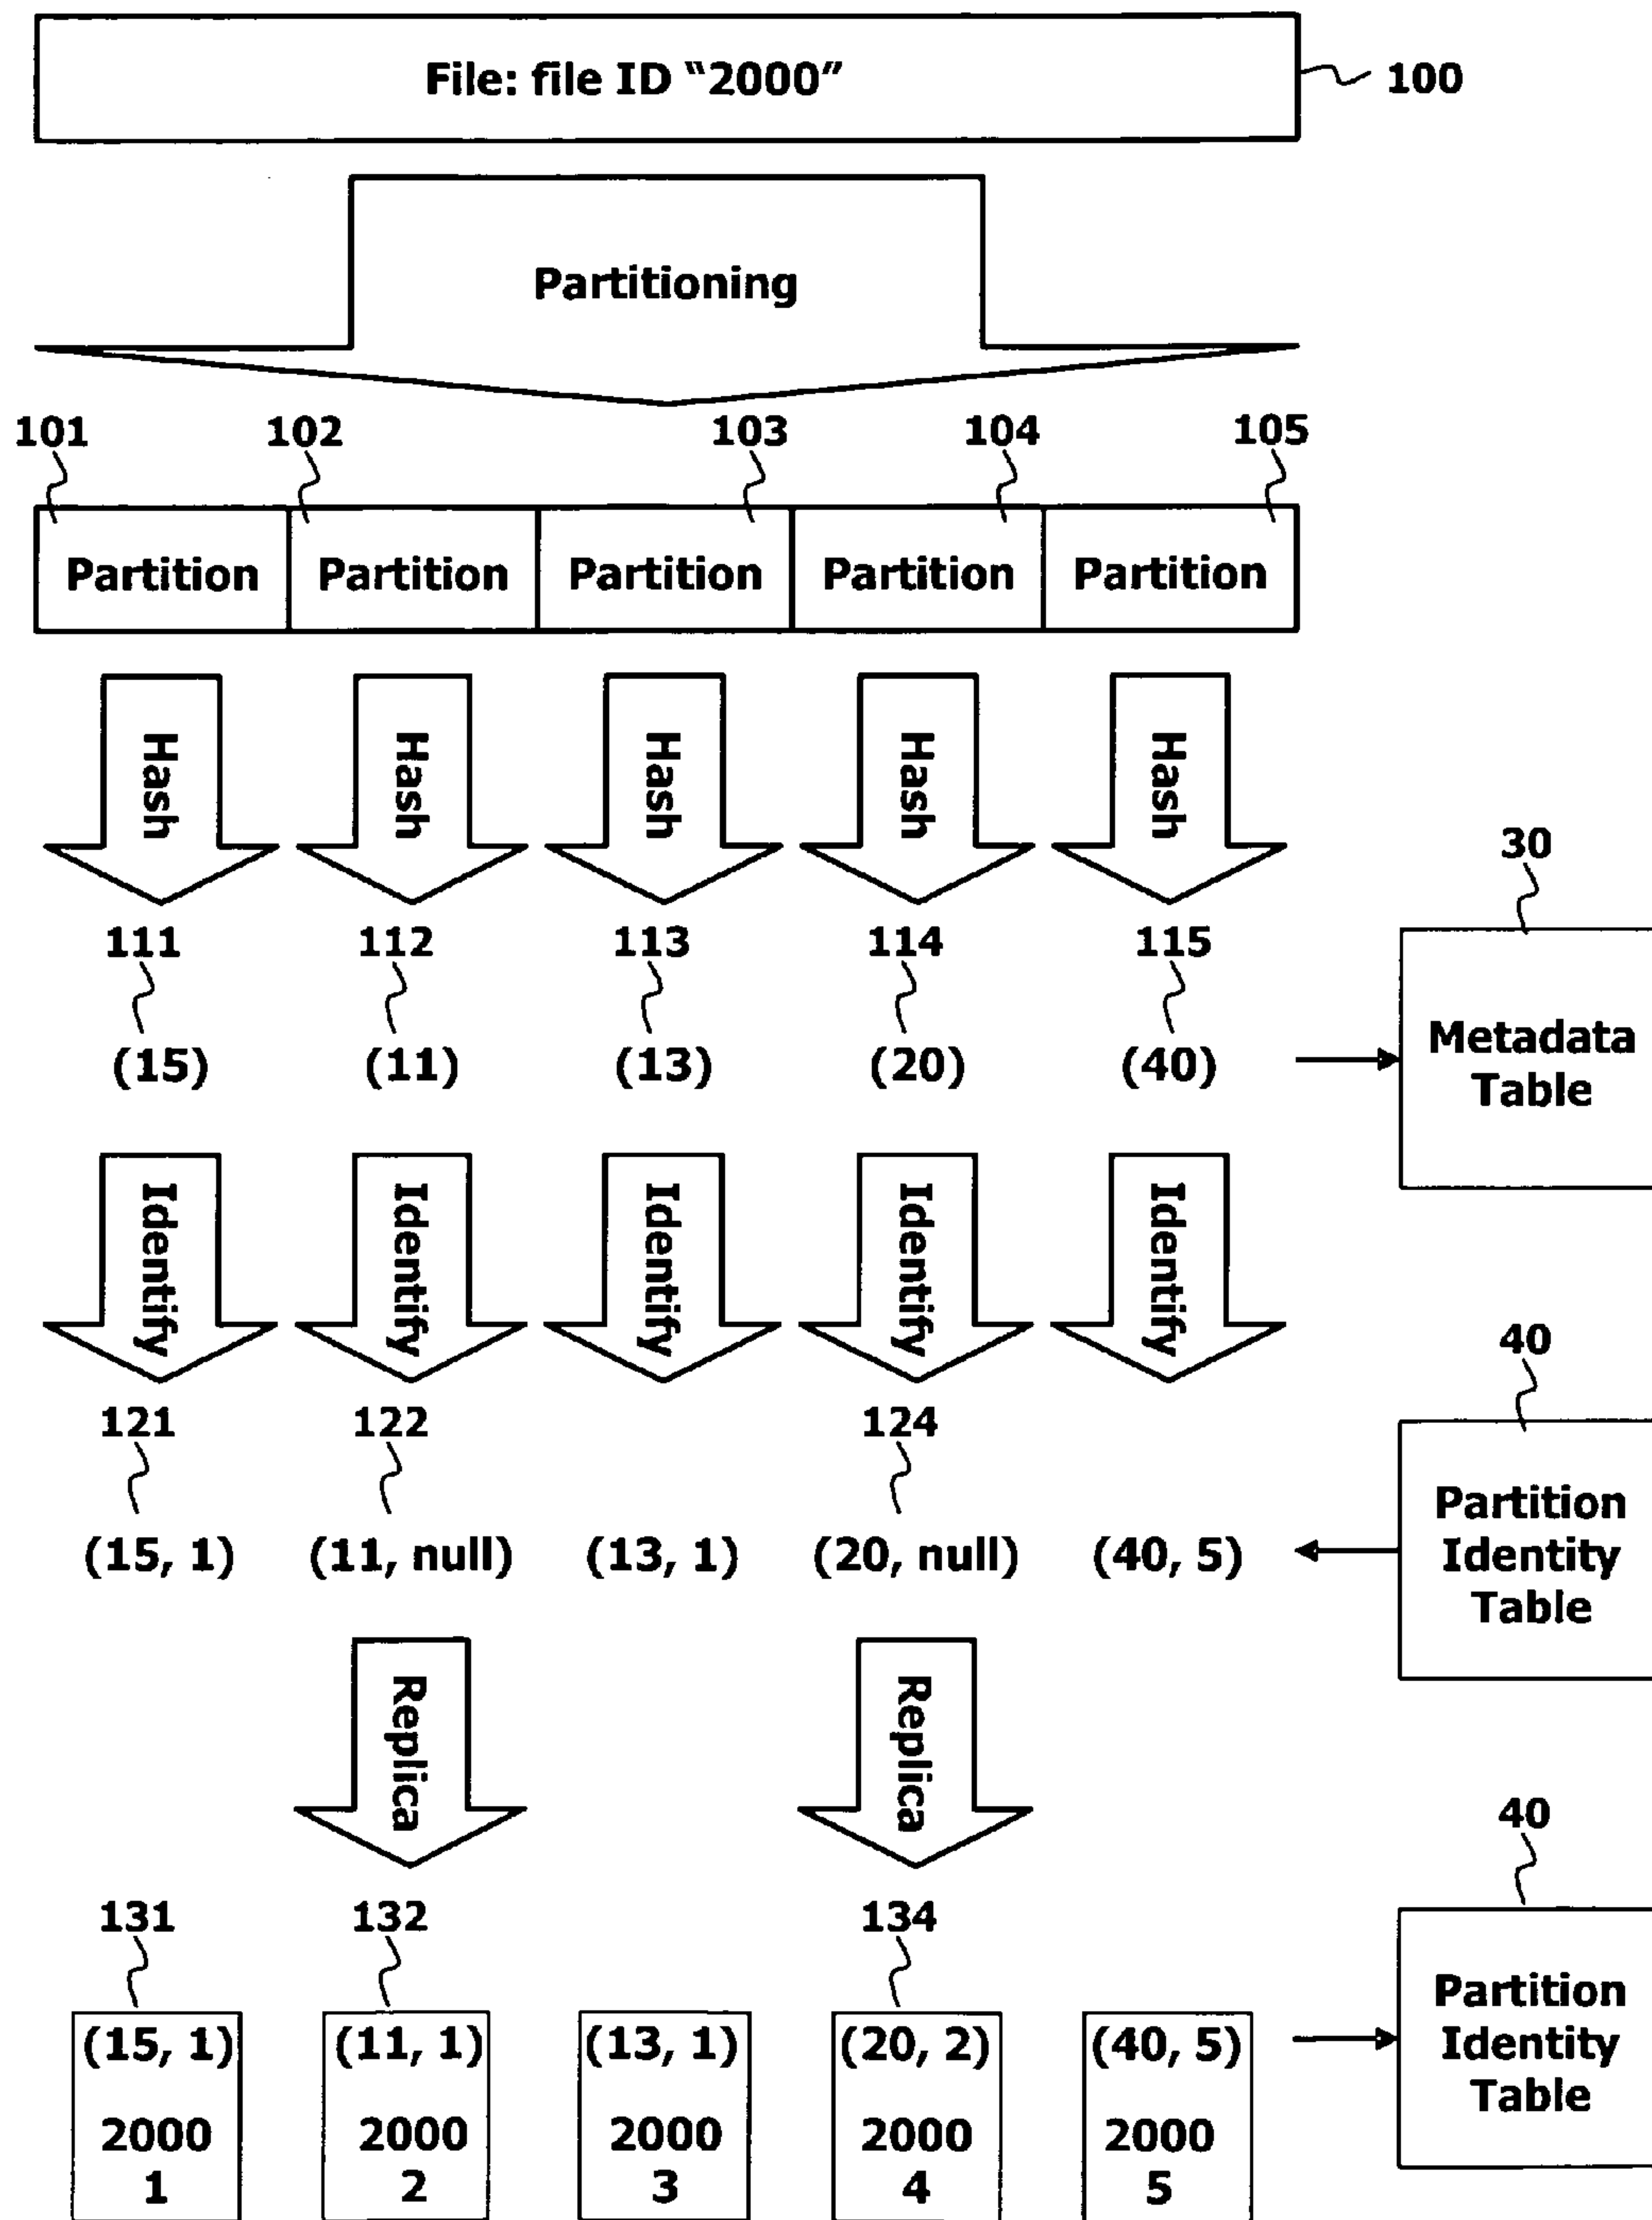 File: file ID “2000”
100
Partitioning
101 102 103 104 105
Partition Partition Partition Partition Partition
Hash Hash Hash Hash Hash
30
111 112 113 114 115
(15) (11) (13) (20) (40)
Metadata
Table
Identify Identify Identify Identify Identify
40
121 122 124
(15, 1) (11, null) (13, 1) (20, null) (40, 5)
Partition
Identity
Table
Replica Replica
40
131 132 134
(15, 1) (11, 1) (13, 1) (20, 2) (40, 5)
2000 2000 2000 2000 2000
1 2 3 4 5
Partition
Identity
Table